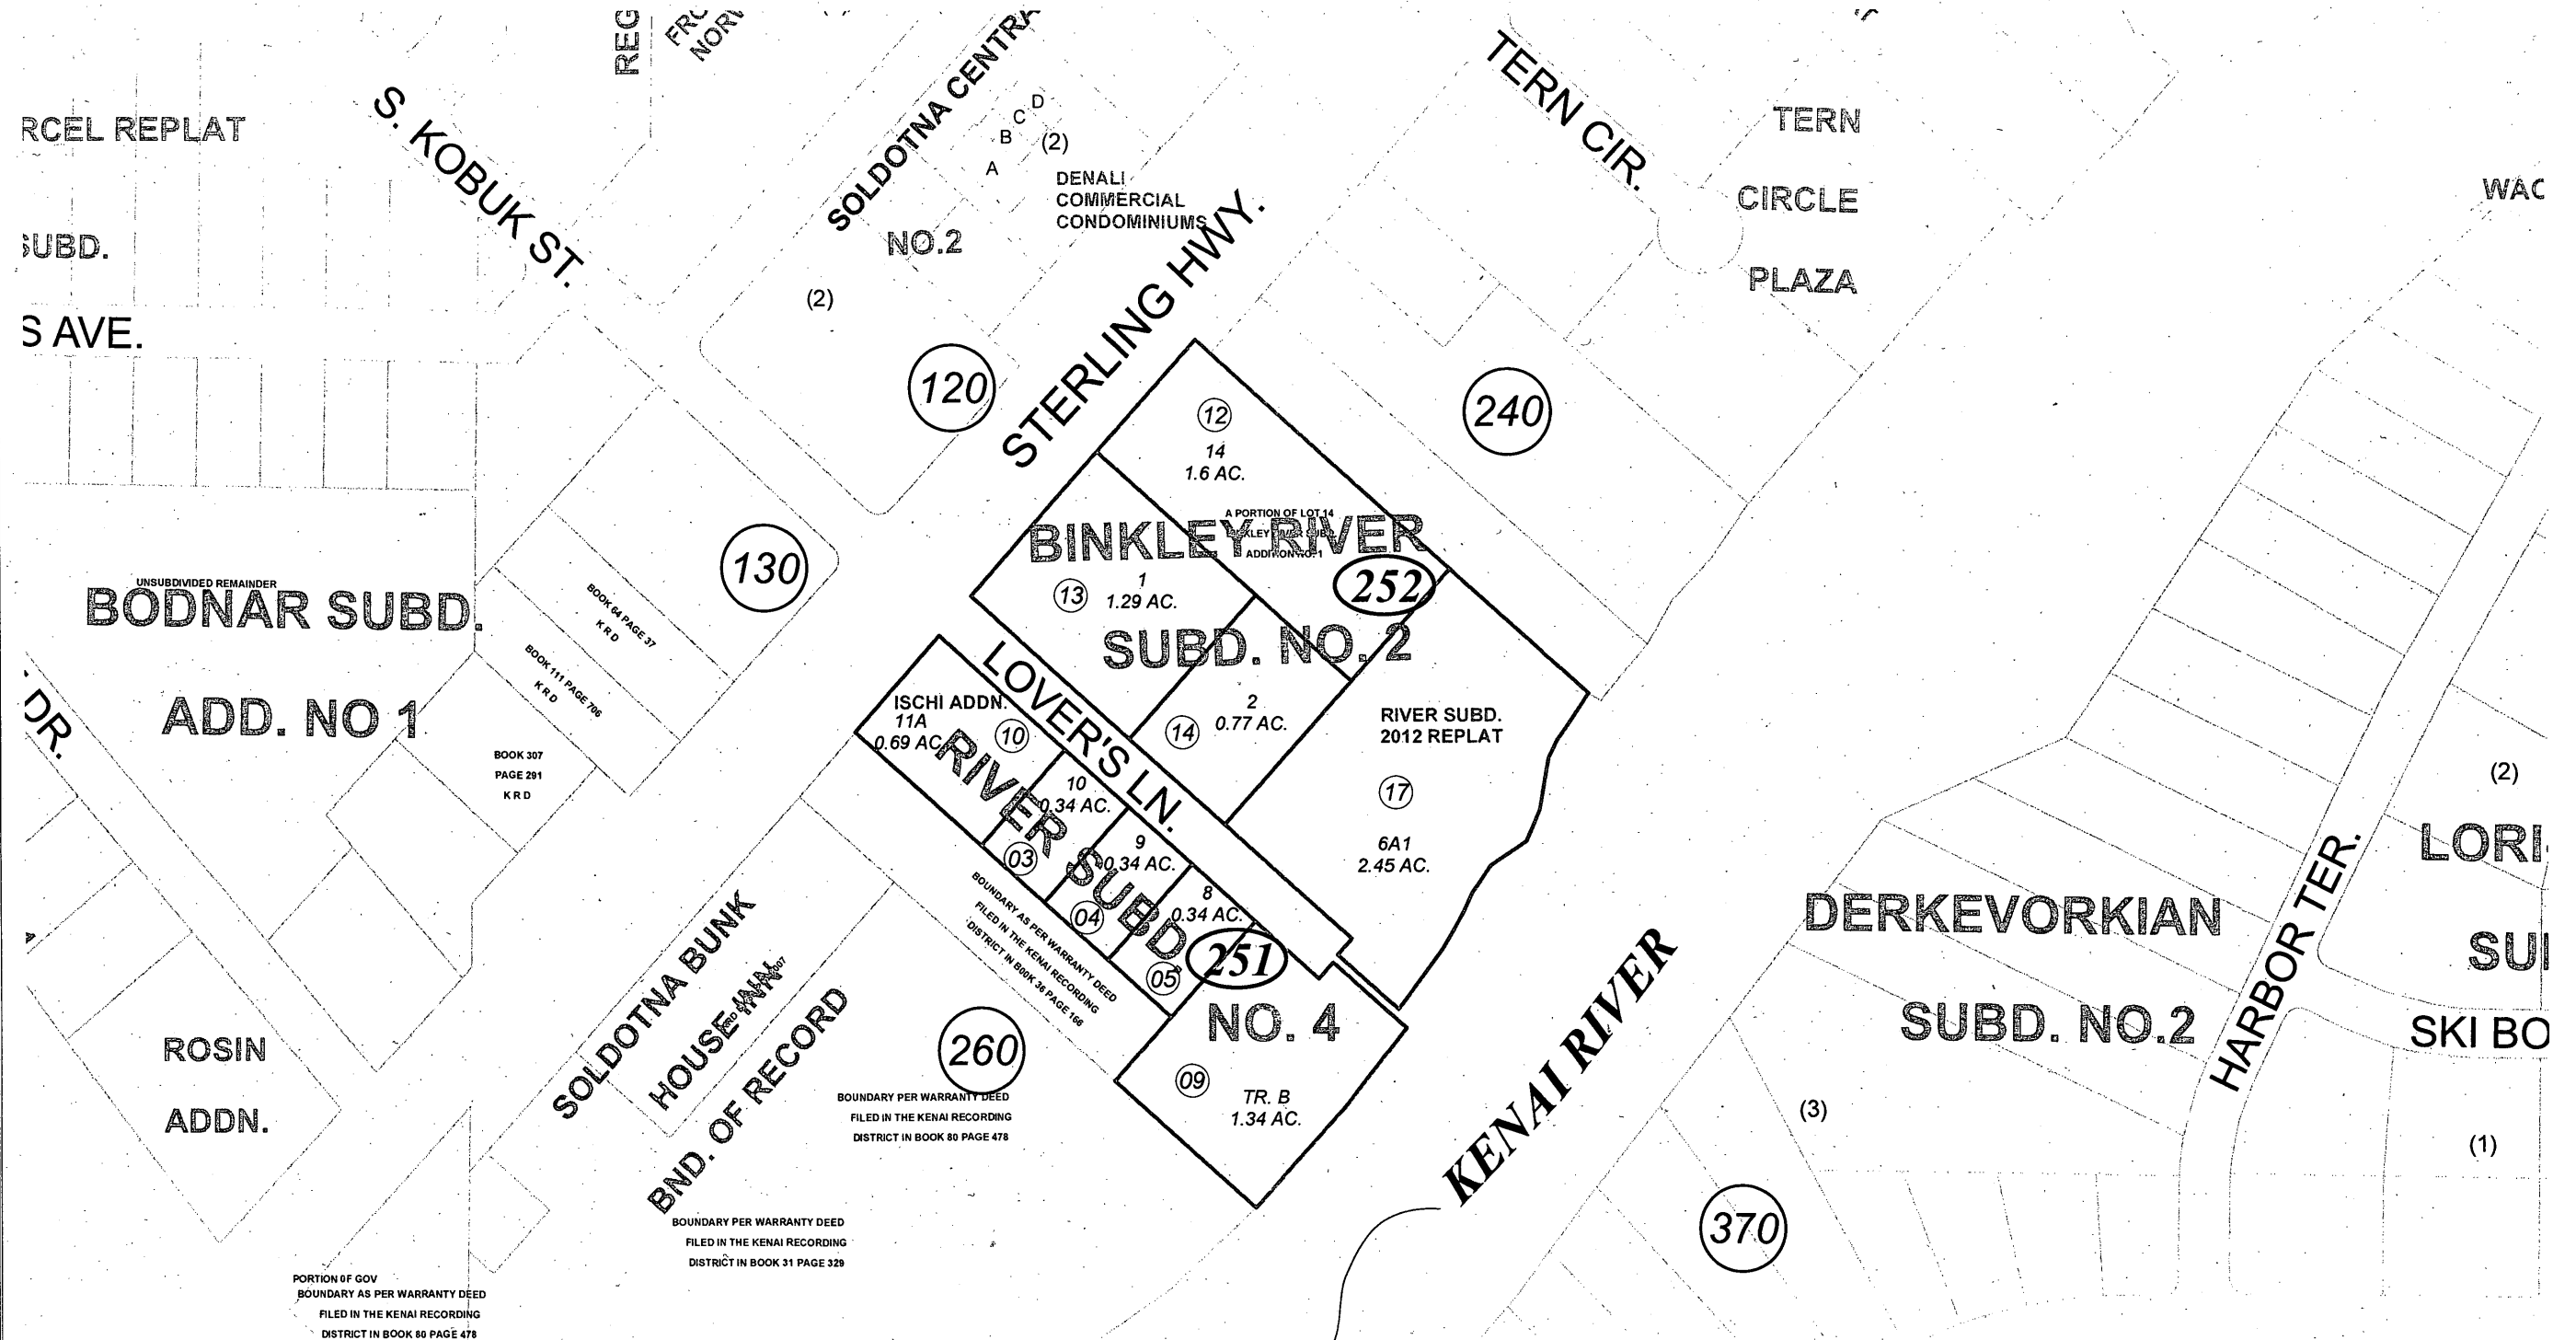 REG
SOLDOTNA CENTRA
TERN CIR.
TERN
CIRCLE
PLAZA
RCEL REPLAT
SUBD.
S. KOBUK ST.
A
B
C
D
(2)
DENALI
COMMERCIAL
CONDOMINIUMS
NO.2
(2)
WAC
S AVE.
STERLING HWY.
120
240
12
14
1.6 AC.
A PORTION OF LOT 14
ADDITION NO. 1
BINKLEY RIVER
SUBD. NO. 2
252
130
13
1
1.29 AC.
UNSUBDIVIDED REMAINDER
BODNAR SUBD.
ADD. NO 1
BOOK 64 PAGE 37
K R D
BOOK 111 PAGE 706
K R D
BOOK 307
PAGE 291
K R D
DR.
LOVER'S LN.
ISCHI ADDN.
11A
0.69 AC.
10
14
2
0.77 AC.
RIVER SUBD.
2012 REPLAT
17
6A1
2.45 AC.
RIVER SUBD.
NO. 4
10
0.34 AC.
03
9
0.34 AC.
04
8
0.34 AC.
05
251
09
TR. B
1.34 AC.
BOUNDARY AS PER WARRANTY DEED
FILED IN THE KENAI RECORDING
DISTRICT IN BOOK 36 PAGE 166
SOLDOTNA BUNK
HOUSE INN
BND. OF RECORD
260
BOUNDARY PER WARRANTY DEED
FILED IN THE KENAI RECORDING
DISTRICT IN BOOK 80 PAGE 478
BOUNDARY PER WARRANTY DEED
FILED IN THE KENAI RECORDING
DISTRICT IN BOOK 31 PAGE 329
PORTION OF GOV
BOUNDARY AS PER WARRANTY DEED
FILED IN THE KENAI RECORDING
DISTRICT IN BOOK 80 PAGE 478
ROSIN
ADDN.
KENAI RIVER
DERKEVORKIAN
SUBD. NO.2
HARBOR TER.
(2)
LORI
SUI
SKI BO
(3)
(1)
370